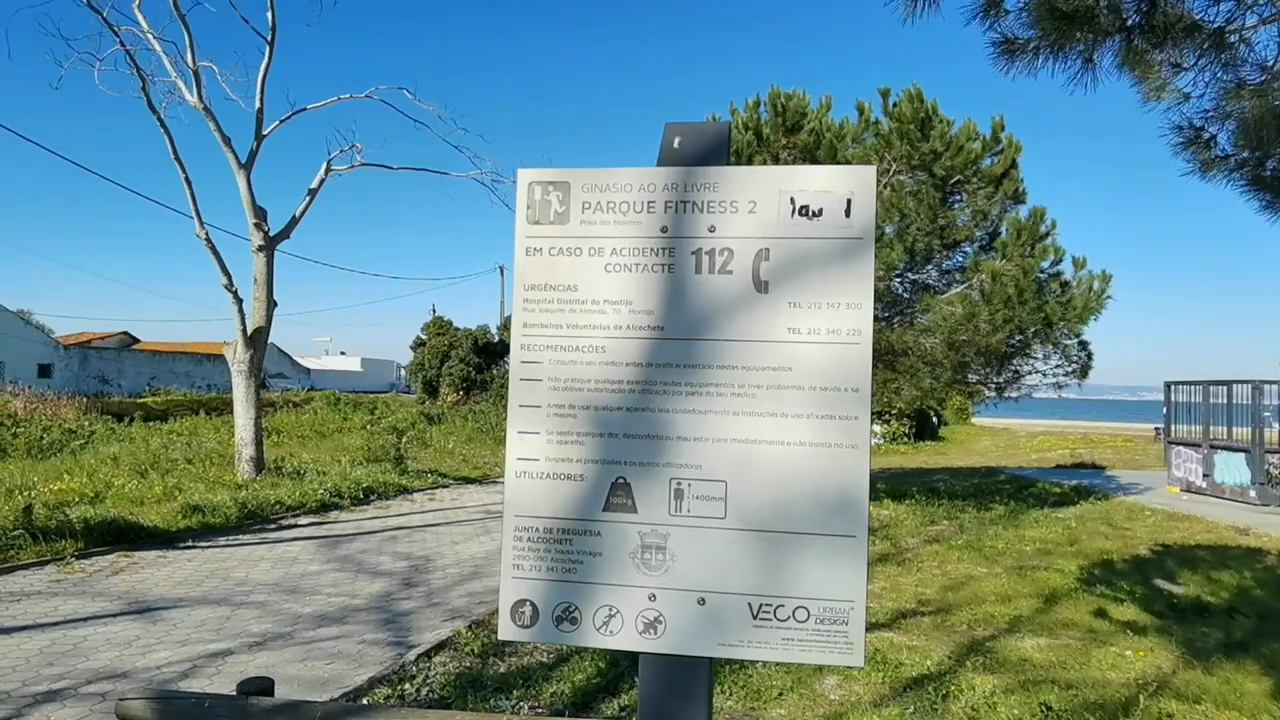 GINÁSIO AO AR LIVRE
PARQUE FITNESS 2
Praia dos Moinhos
EM CASO DE ACIDENTE
CONTACTE
112
URGÊNCIAS
Hospital Distrital do Montijo
TEL 212 147 300
Rua Joaquim de Almeida, 70. Montijo
Bombeiros Voluntários de Alcochete
TEL 212 340 229
RECOMENDAÇÕES:
Consulte o seu médico antes de praticar exercício nestes equipamentos.
Não pratique qualquer exercício nestes equipamentos se tiver problemas de saúde e se
não obtiver autorização de utilização por parte do seu médico.
Antes de usar qualquer aparelho leia cuidadosamente as instruções de uso afixadas sobre
o mesmo
Se sentir qualquer dor, desconforto ou mau estar pare imediatamente e não insista no uso
do aparelho.
Respeite as prioridades e os outros utilizadores
UTILIZADORES:
100kg
1400mm
JUNTA DE FREGUESIA
DE ALCOCHETE
Rua Ruy de Sousa Vinagre
2890-090 Alcochete
TEL 212 341 040
VECO URBAN
DESIGN